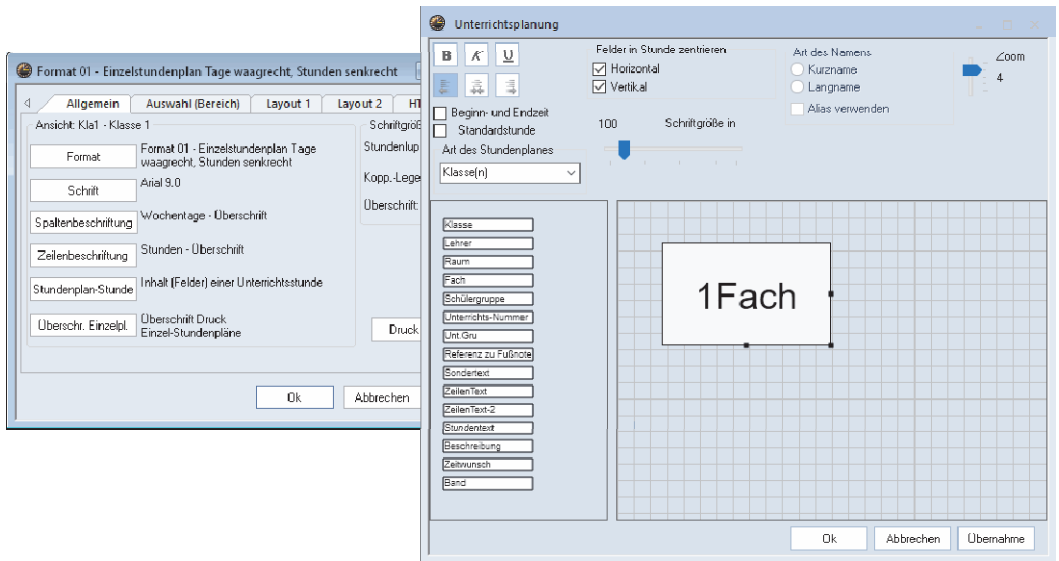 Format 01 - Einzelstundenplan Tage waagrecht, Stunden senkrecht
Allgemein
Auswahl (Bereich)
Layout 1
Layout 2
Ansicht: Kla1 - Klasse 1
Format
Format 01 - Einzelstundenplan Tage
waagrecht, Stunden senkrecht
Schrift
Arial 9.0
Spaltenbeschriftung
Wochentage - Überschrift
Zeilenbeschriftung
Stunden - Überschrift
Stundenplan-Stunde
Inhalt (Felder) einer Unterrichtsstunde
Überschr. Einzelpl.
Überschrift Druck
Einzel-Stundenpläne
Schriftgröß
Stundenlup
Kopp.-Lege
Überschrift:
Druck
Ok
Abbrechen
Unterrichtsplanung
B K U
Felder in Stunde zentrieren
Horizontal
Vertikal
Art des Namens
Kurzname
Langname
Alias verwenden
Zoom
4
Beginn- und Endzeit
Standardstunde
100 Schriftgröße in
Art des Stundenplanes
Klasse(n)
Klasse
Lehrer
Raum
Fach
Schülergruppe
Unterrichts-Nummer
Unt.Gru
Referenz zu Fußnote
Sondertext
ZeilenText
ZeilenText-2
Stundentext
Beschreibung
Zeitwunsch
Band
1Fach
Ok
Abbrechen
Übernahme